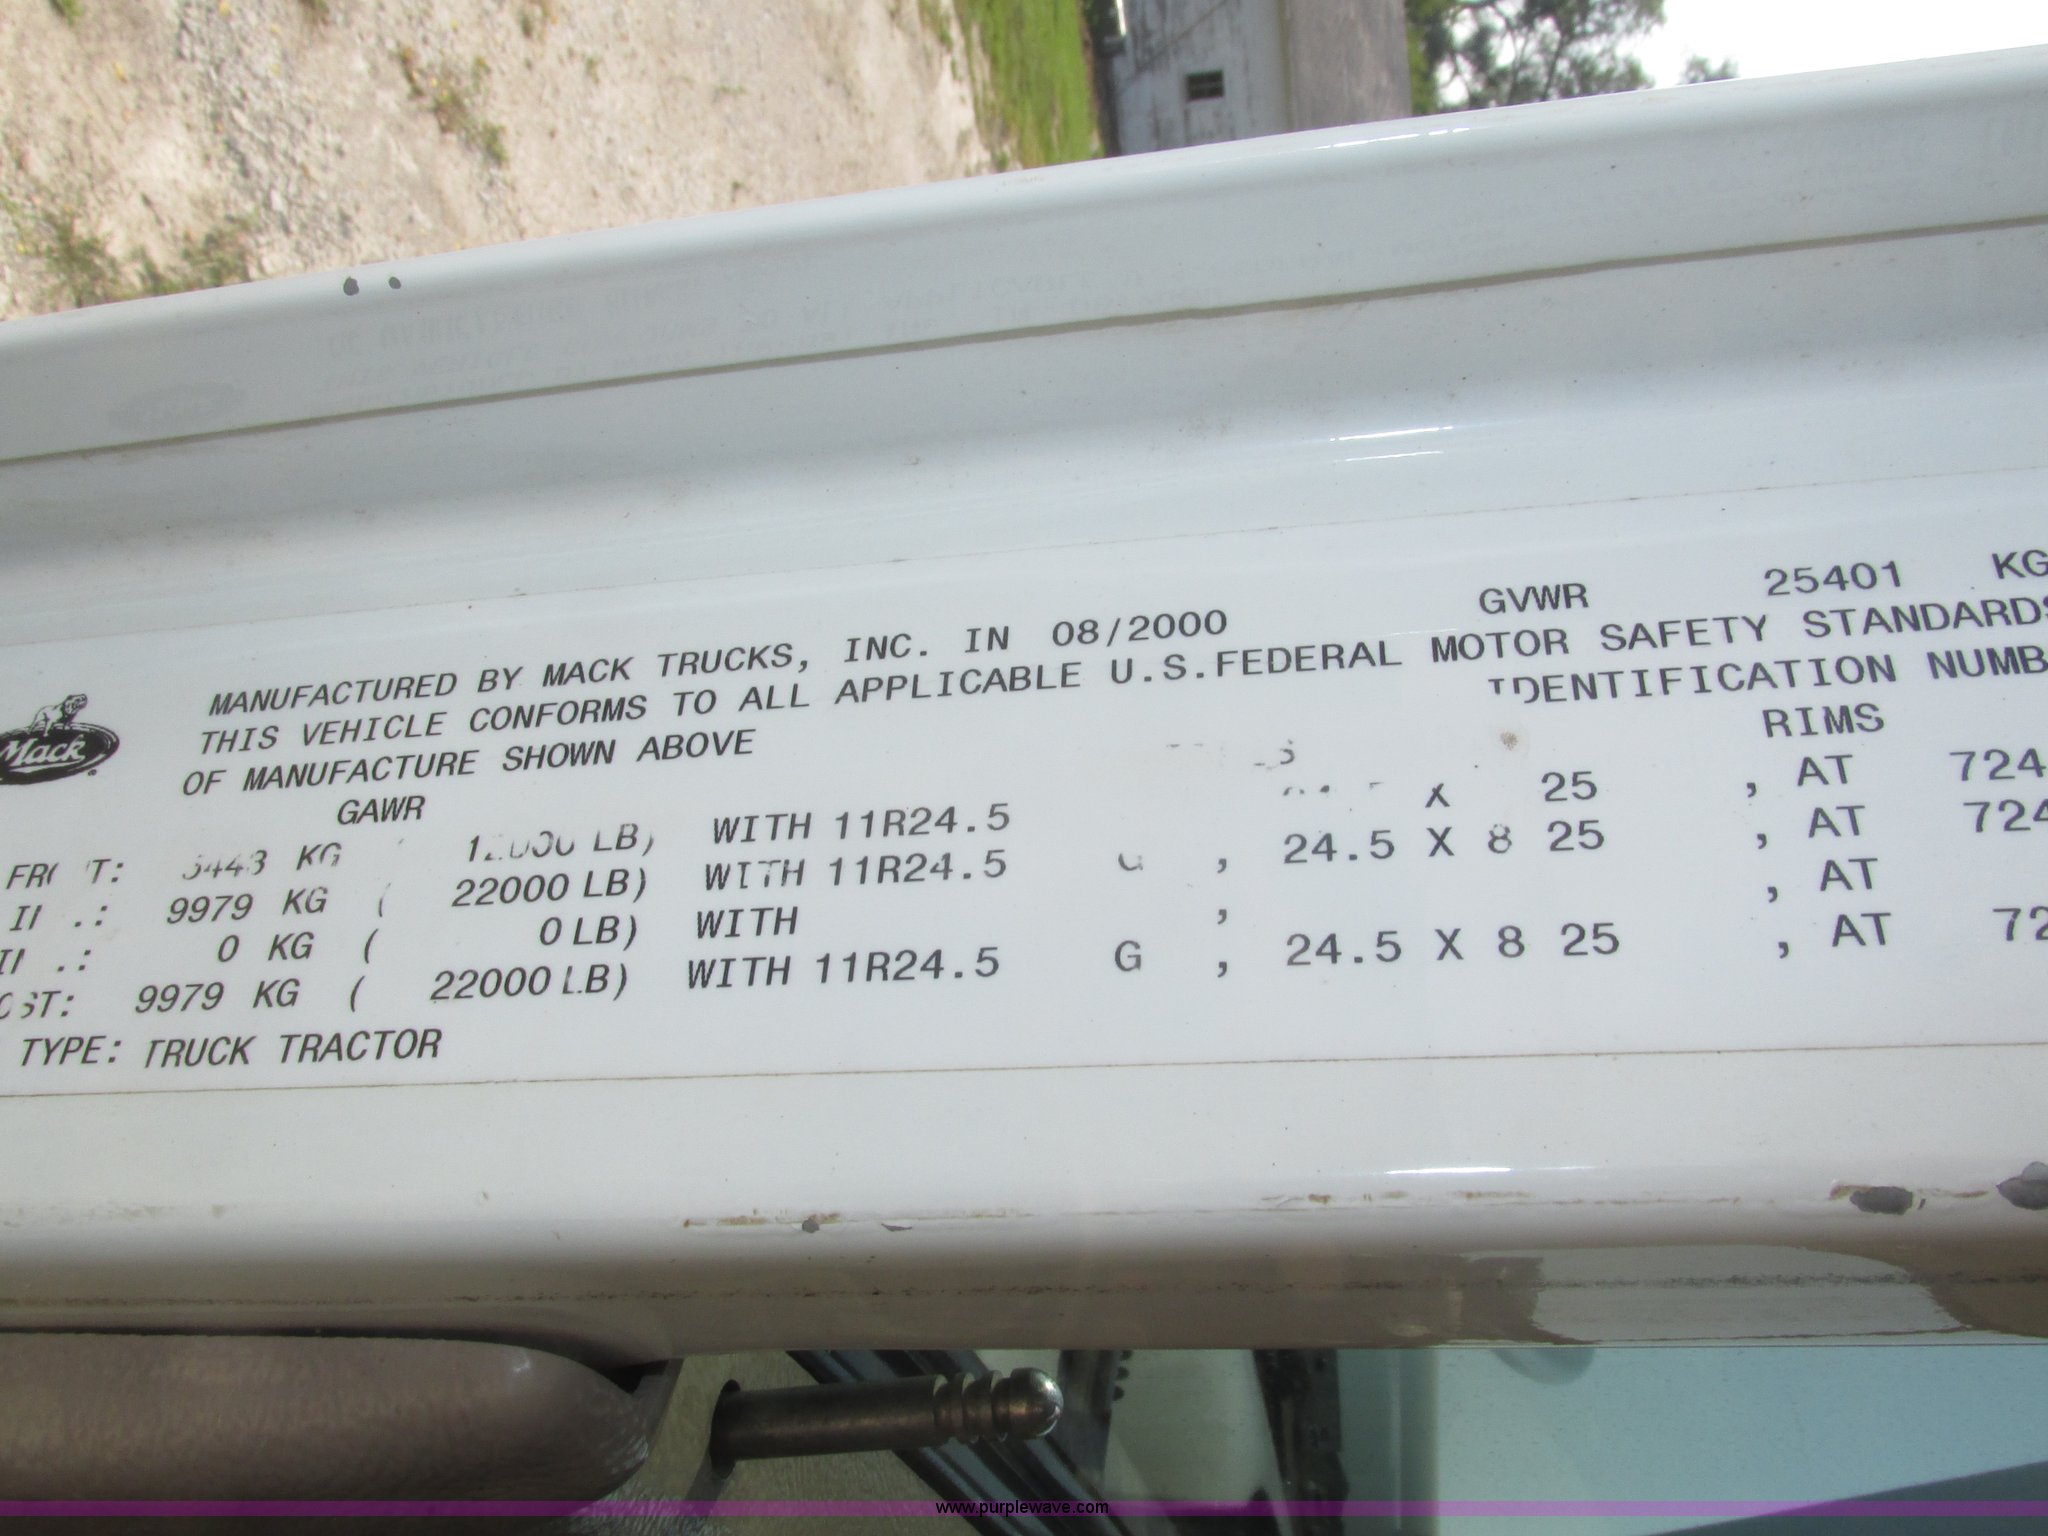 MANUFACTURED BY MACK TRUCKS, INC. IN 08/2000 GVWR 25401 KG
THIS VEHICLE CONFORMS TO ALL APPLICABLE U.S.FEDERAL MOTOR SAFETY STANDARDS
OF MANUFACTURE SHOWN ABOVE IDENTIFICATION NUMB
Mack
GAWR RIMS
KG LB) WITH 11R24.5 X 25 , AT 724
9979 KG ( 22000 LB) WITH 11R24.5 , 24.5 X 8 25 , AT 724
0 KG ( 0 LB) WITH , , AT
9979 KG ( 22000 LB) WITH 11R24.5 G , 24.5 X 8 25 , AT 72
TYPE: TRUCK TRACTOR
www.purplewave.com